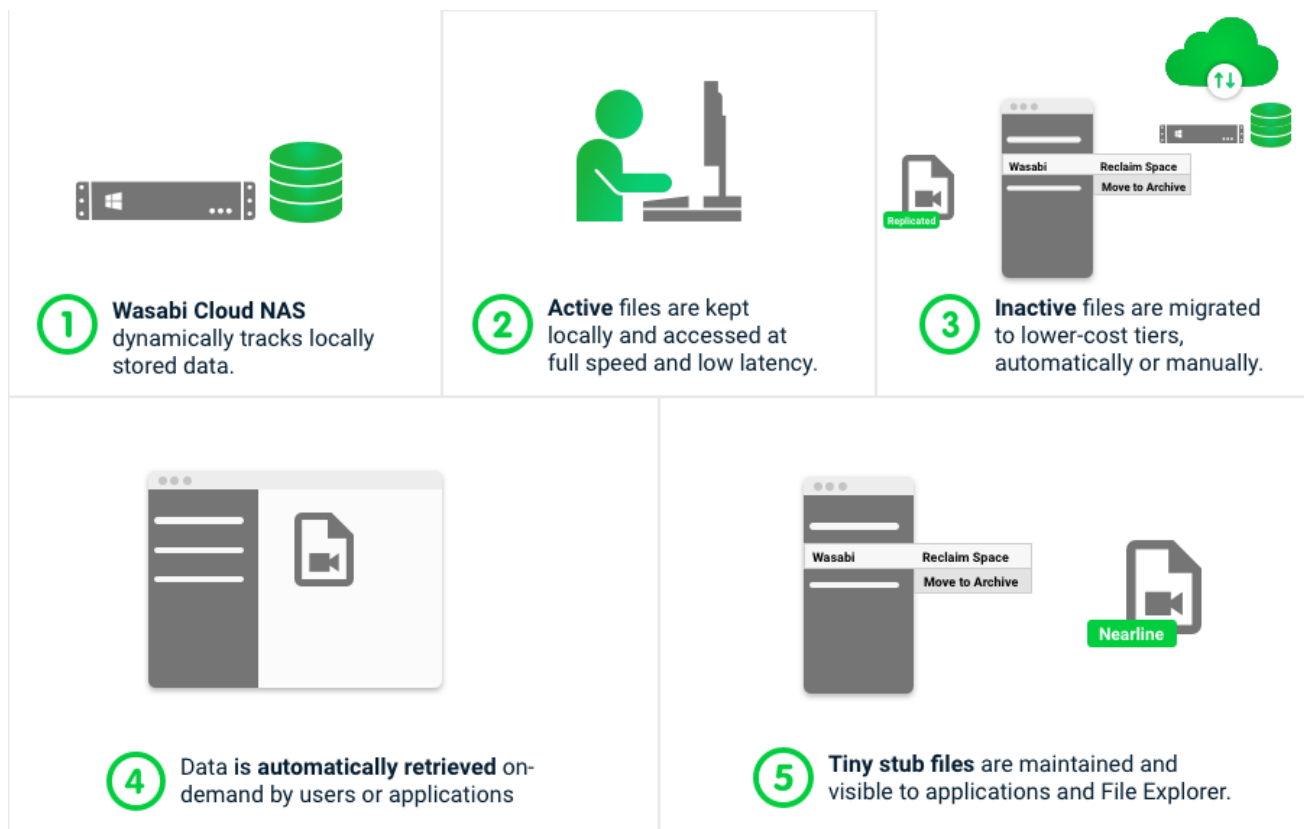 1
Wasabi Cloud NAS
dynamically tracks locally
stored data.
2
Active files are kept
locally and accessed at
full speed and low latency.
Replicated
Wasabi
Reclaim Space
Move to Archive
3
Inactive files are migrated
to lower-cost tiers,
automatically or manually.
4
Data is automatically retrieved on-
demand by users or applications
Wasabi
Reclaim Space
Move to Archive
Nearline
5
Tiny stub files are maintained and
visible to applications and File Explorer.